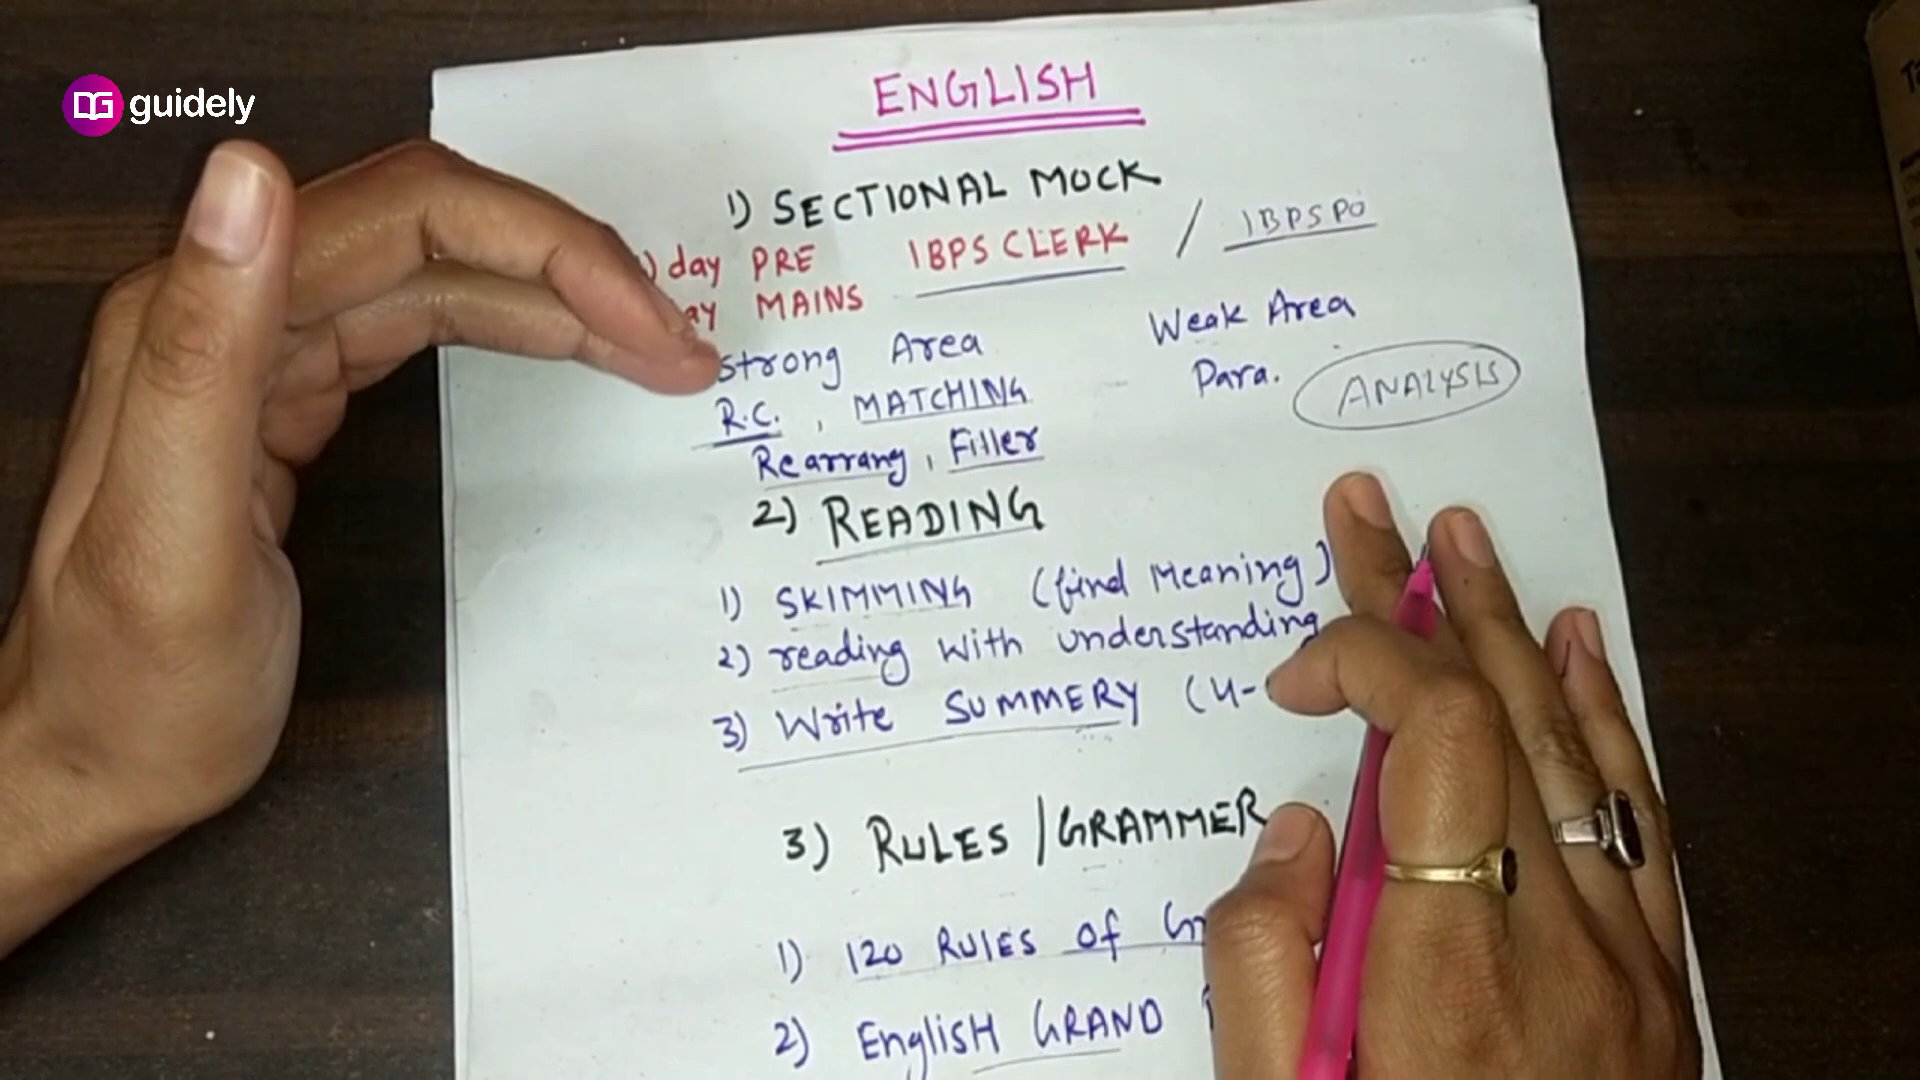 guidely
ENGLISH
1) SECTIONAL MOCK
day PRE IBPS CLERK / IBPS PO
MAINS
Strong Area Weak Area
R.C., MATCHING Para. ANALYSIS
Rearrang, Filler
2) READING
1) SKIMMING (find Meaning)
2) reading with understanding
3) Write SUMMERY (4-
3) RULES / GRAMMER
1) 120 RULES of
2) English GRAND